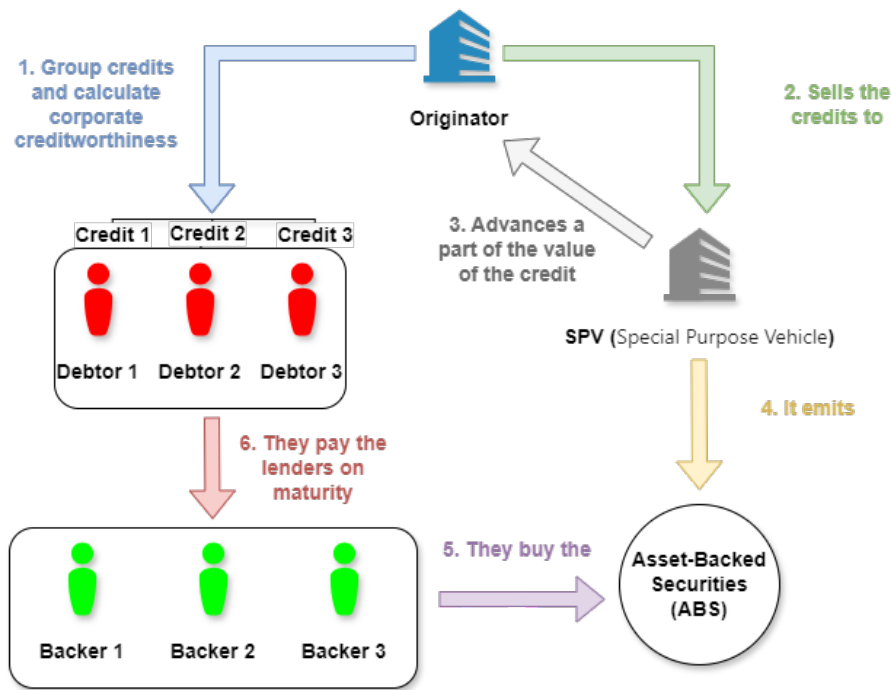 1. Group credits
and calculate
corporate
creditworthiness
Originator
2. Sells the
credits to
3. Advances a
part of the value
of the credit
Credit 1
Credit 2
Credit 3
Debtor 1
Debtor 2
Debtor 3
SPV (Special Purpose Vehicle)
4. It emits
6. They pay the
lenders on
maturity
5. They buy the
Asset-Backed
Securities
(ABS)
Backer 1
Backer 2
Backer 3